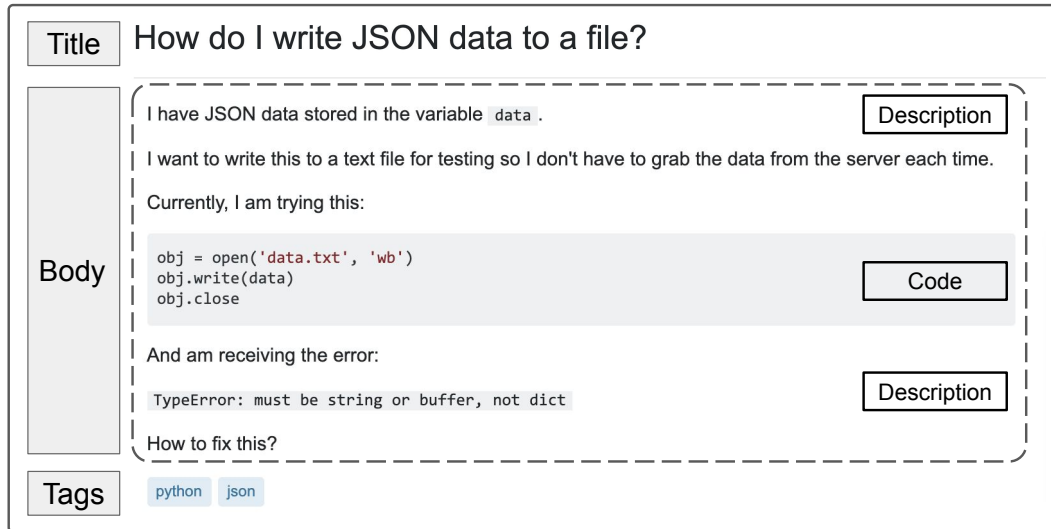 Title How do I write JSON data to a file?
I have JSON data stored in the variable data. Description
I want to write this to a text file for testing so I don't have to grab the data from the server each time.
Currently, I am trying this:
obj = open('data.txt', 'wb')
Body obj.write(data) Code
obj.close
And am receiving the error:
TypeError: must be string or buffer, not dict Description
How to fix this?
Tags python json